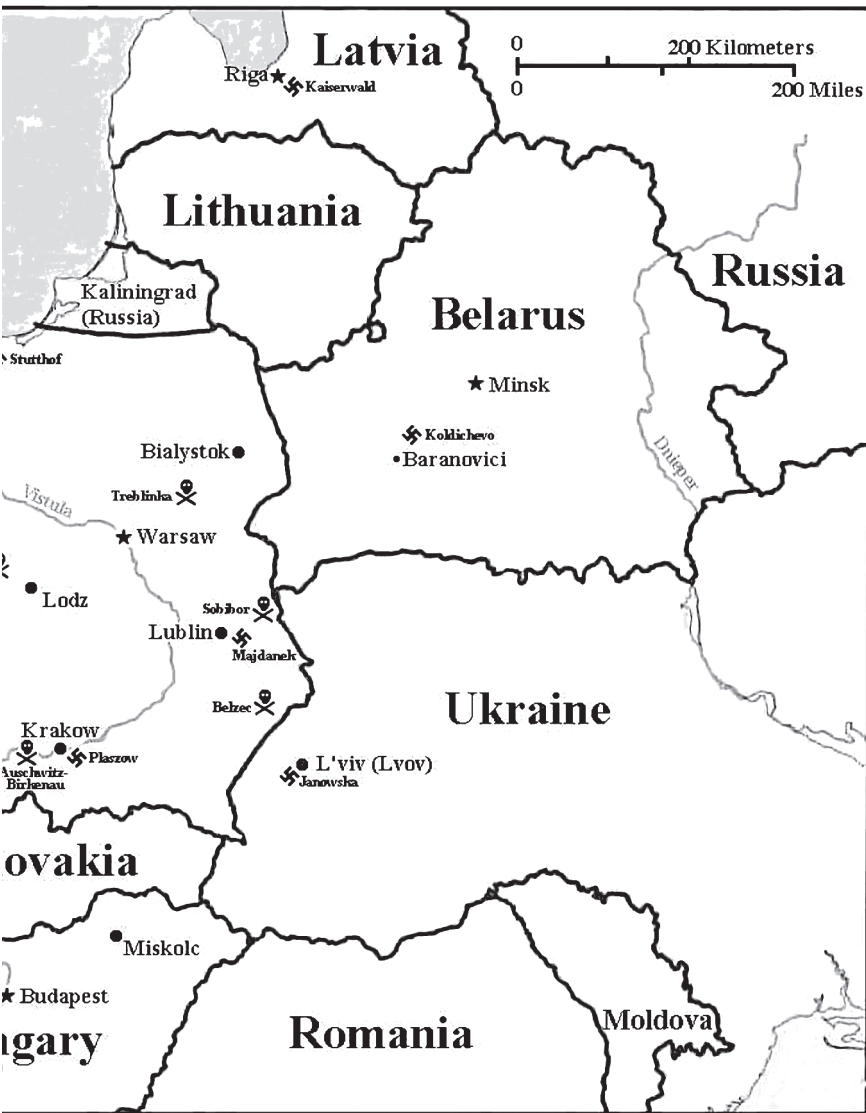 0
200 Kilometers
0
200 Miles
Latvia
Riga
Kaiserwald
Lithuania
Russia
Kaliningrad
(Russia)
Belarus
Stutthof
Minsk
Koldichevo
Baranovici
Bialystok
Dnieper
Treblinka
Vistula
Warsaw
Lodz
Sobibor
Lublin
Majdanek
Belzec
Ukraine
Krakow
Plaszow
Auschwitz-
Birkenau
L'viv (Lvov)
Janowska
ovakia
Miskolc
Budapest
Moldova
Romania
ngary